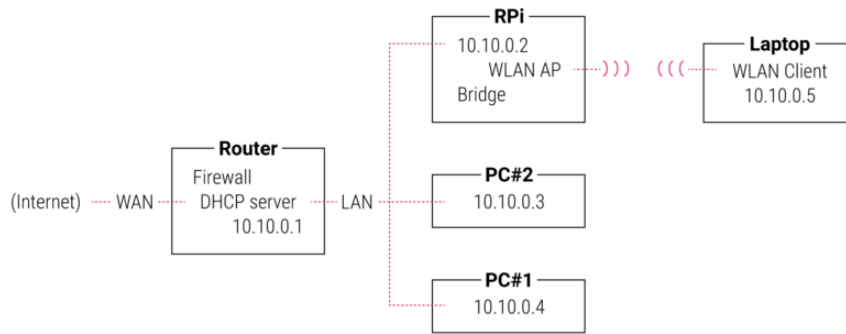 RPi
10.10.0.2
WLAN AP
Bridge
Laptop
WLAN Client
10.10.0.5
Router
Firewall
DHCP server
10.10.0.1
(Internet)
WAN
LAN
PC#2
10.10.0.3
PC#1
10.10.0.4